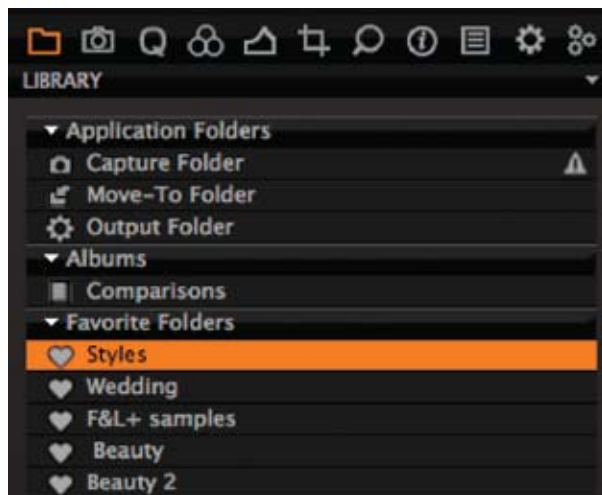 LIBRARY
Application Folders
Capture Folder
Move-To Folder
Output Folder
Albums
Comparisons
Favorite Folders
Styles
Wedding
F&L+ samples
Beauty
Beauty 2